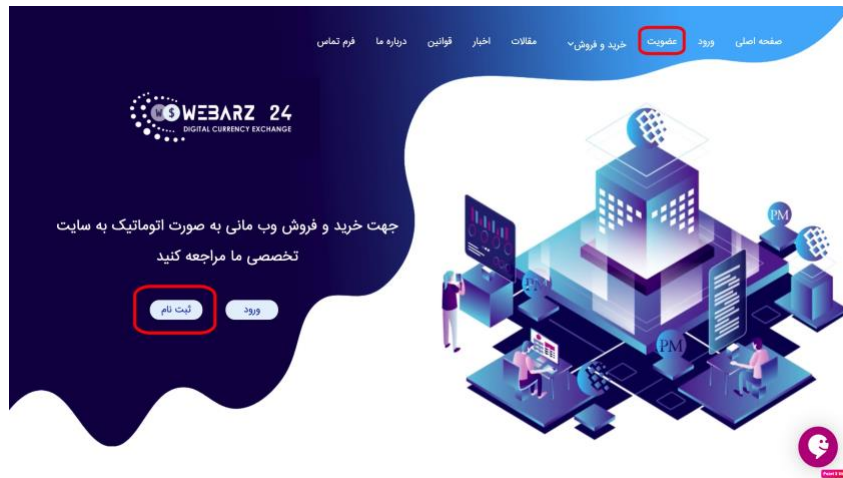 صفحه اصلی ورود عضویت خرید و فروش مقالات اخبار قوانین درباره ما فرم تماس
WEBARZ 24
DIGITAL CURRENCY EXCHANGE
جهت خرید و فروش وب مانی به صورت اتوماتیک به سایت
تخصصی ما مراجعه کنید
ورود ثبت نام
PM
PM
PM